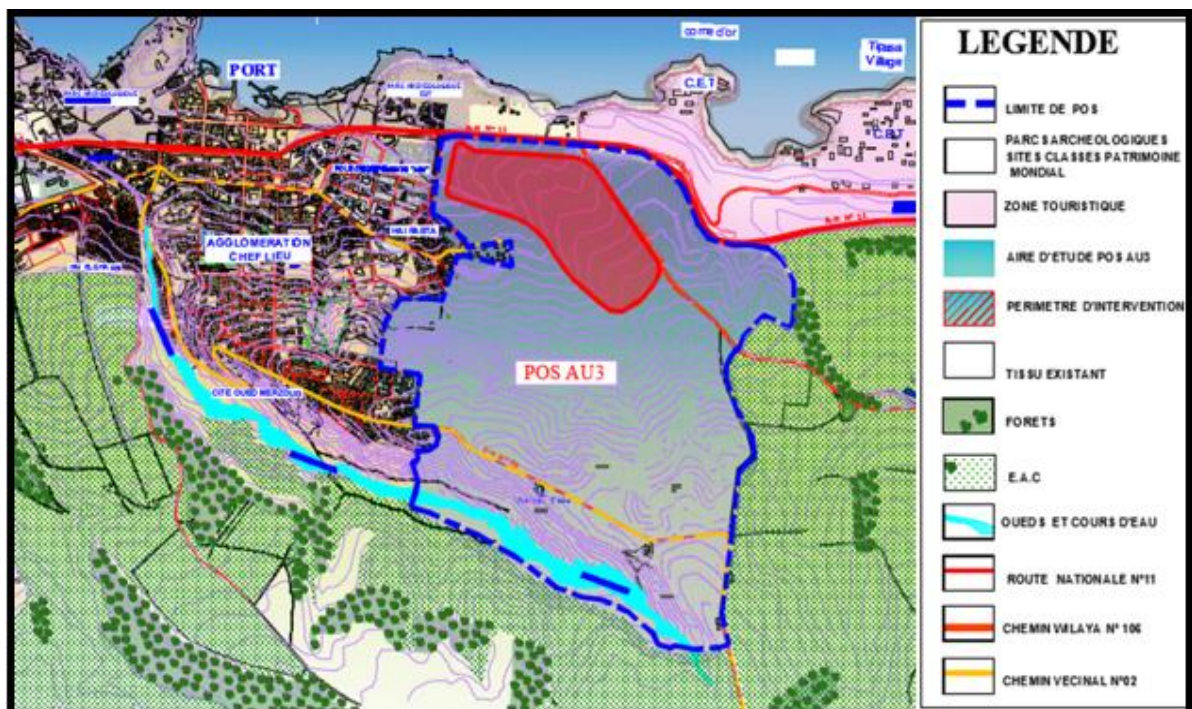 PORT
corne d'or
Tipasa
Village
C.E.T
C.R.T
AGGLOMERATION
CHEF LIEU
CITE OUED MERZOUG
POS AU3
LEGENDE
LIMITE DE POS
PARCS ARCHEOLOGIQUES
SITES CLASSES PATRIMOINE
MONDIAL
ZONE TOURISTIQUE
AIRE D'ETUDE POS AU3
PERIMETRE D'INTERVENTION
TISSU EXISTANT
FORETS
E.A.C
OUEDS ET COURS D'EAU
ROUTE NATIONALE N°11
CHEMIN WILAYA N° 106
CHEMIN VECINAL N°02